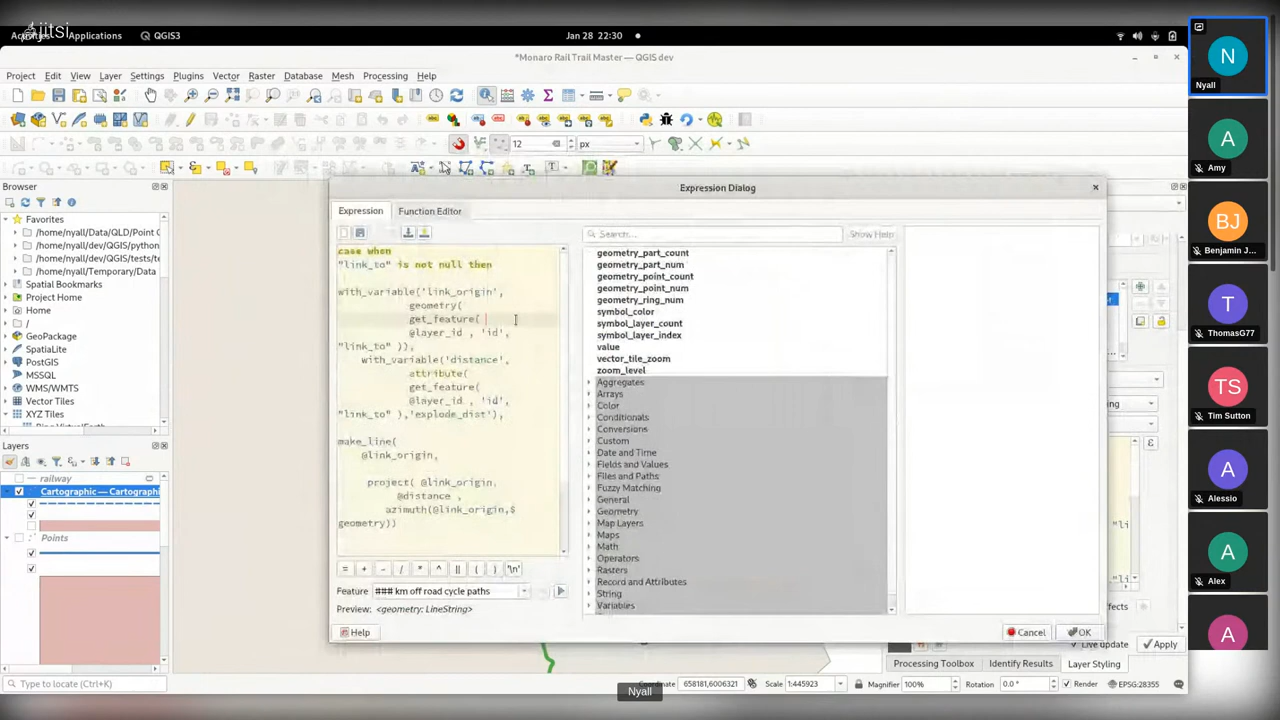 jitsi
Applications
QGIS3
Jan 28 22:30
*Monaro Rail Trail Master — QGIS dev
Project Edit View Layer Settings Plugins Vector Raster Database Mesh Processing Help
12
px
Browser
Favorites
/home/nyall/Data/QLD/Point C
/home/nyall/dev/QGIS/python
/home/nyall/dev/QGIS/tests/te
/home/nyall/Temporary/Data
Spatial Bookmarks
Project Home
Home
/
GeoPackage
SpatiaLite
PostGIS
MSSQL
WMS/WMTS
Vector Tiles
XYZ Tiles
Layers
railway
Cartographic — Cartographi
Points
Type to locate (Ctrl+K)
Expression Dialog
Expression
Function Editor
case when
"link_to" is not null then
with_variable('link_origin',
geometry(
get_feature(
@layer_id , 'id',
"link_to" )),
with_variable('distance',
attribute(
get_feature(
@layer_id , 'id',
"link_to" ),'explode_dist'),
make_line(
@link_origin,
project( @link_origin,
@distance ,
azimuth(@link_origin,$
geometry))
= + - / * ^ || ( ) '\n'
Feature ### km off road cycle paths
Preview: <geometry: LineString>
Help
Search...
Show Help
geometry_part_count
geometry_part_num
geometry_point_count
geometry_point_num
geometry_ring_num
symbol_color
symbol_layer_count
symbol_layer_index
value
vector_tile_zoom
zoom_level
Aggregates
Arrays
Color
Conditionals
Conversions
Custom
Date and Time
Fields and Values
Files and Paths
Fuzzy Matching
General
Geometry
Map Layers
Maps
Math
Operators
Rasters
Record and Attributes
String
Variables
Cancel
OK
Live update
Apply
Processing Toolbox
Identify Results
Layer Styling
Coordinate 658181,6006321
Scale 1:445923
Magnifier 100%
Rotation 0.0 °
Render
EPSG:28355
Nyall
N
Nyall
A
Amy
BJ
Benjamin J...
T
ThomasG77
TS
Tim Sutton
A
Alessio
A
Alex
A